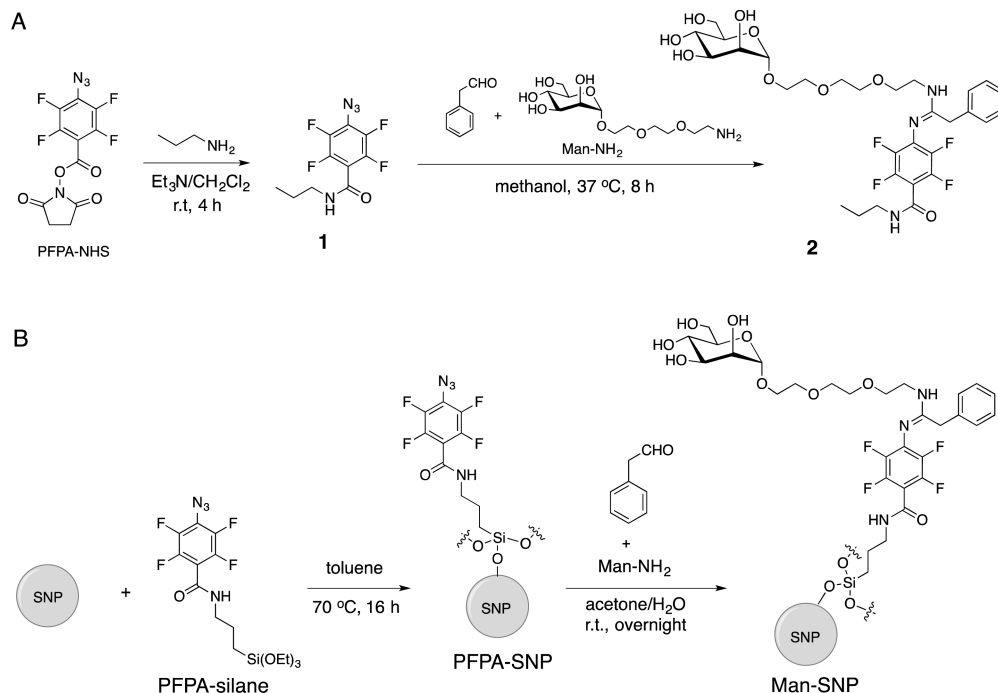 A
N₃
F F
F F
O O
N
O O
PFPA-NHS
NH₂
Et₃N/CH₂Cl₂
r.t, 4 h
N₃
F F
F F
N H O
1
CHO
+
HO OH
HO
HO O
O O O NH₂
Man-NH₂
methanol, 37 ºC, 8 h
HO OH
HO O
HO
O O O NH
N
F F
F F
N H O
2
B
SNP
+
N₃
F F
F F
O NH
Si(OEt)₃
PFPA-silane
toluene
70 ºC, 16 h
N₃
F F
F F
O NH
Si
O O
O
SNP
PFPA-SNP
CHO
+
Man-NH₂
acetone/H₂O
r.t., overnight
HO OH
HO O
HO
O O O NH
N
F F
F F
NH O
O
O Si
O
SNP
Man-SNP